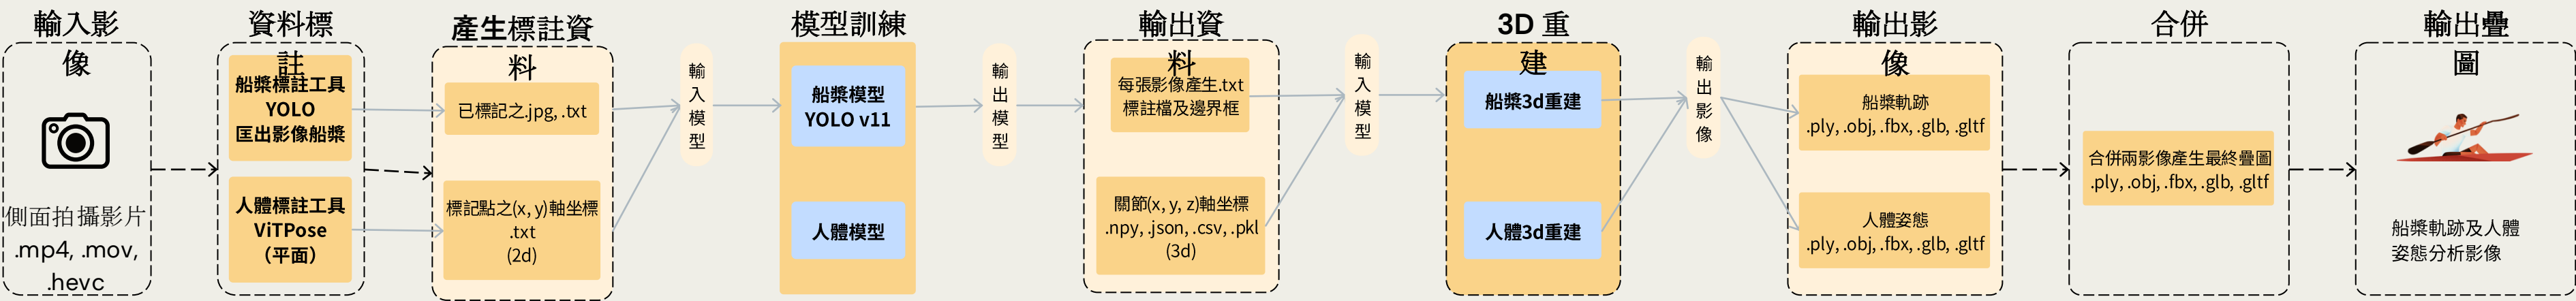 輸入影
像
側面拍攝影片
.mp4, .mov,
.hevc
資料標
註
船槳標註工具
YOLO
匡出影像船槳
人體標註工具
ViTPose
（平面）
產生標註資
料
已標記之.jpg, .txt
標記點之(x, y)軸坐標
.txt
(2d)
輸
入
模
型
模型訓練
船槳模型
YOLO v11
人體模型
輸
出
模
型
輸出資
料
每張影像產生.txt
標註檔及邊界框
關節(x, y, z)軸坐標
.npy, .json, .csv, .pkl
(3d)
輸
入
模
型
3D 重
建
船槳3d重建
人體3d重建
輸
出
影
像
輸出影
像
船槳軌跡
.ply, .obj, .fbx, .glb, .gltf
人體姿態
.ply, .obj, .fbx, .glb, .gltf
合併
合併兩影像產生最終疊圖
.ply, .obj, .fbx, .glb, .gltf
輸出疊
圖
船槳軌跡及人體
姿態分析影像